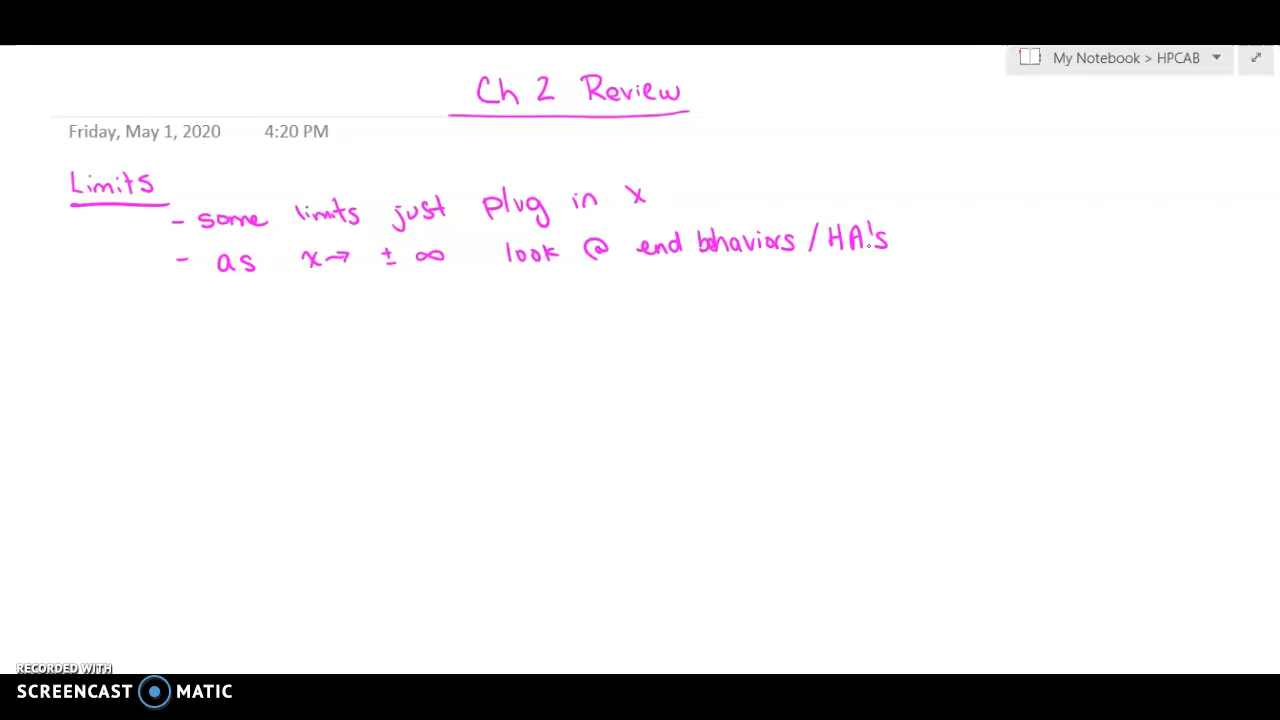 My Notebook > HPCAB
Ch 2 Review
Friday, May 1, 2020 4:20 PM
Limits
- some limits just plug in x
- as x→ ± ∞ look @ end behaviors / HA's
RECORDED WITH
SCREENCAST MATIC